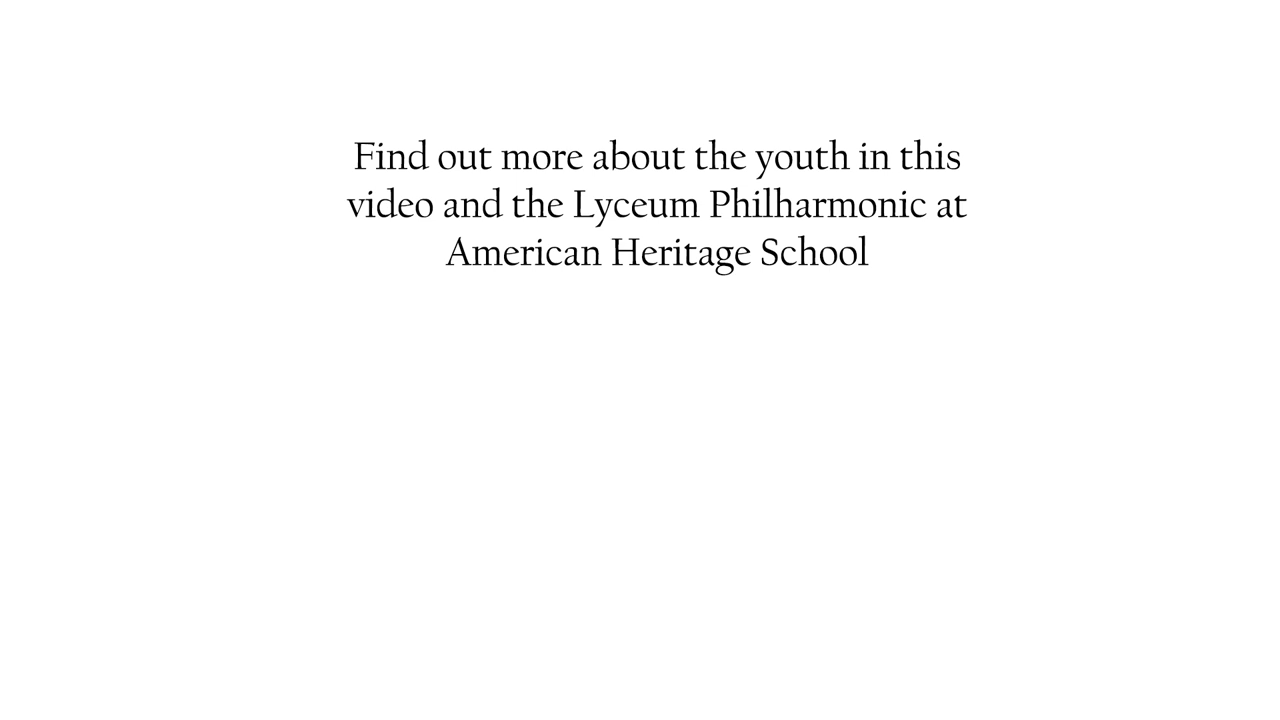 Find out more about the youth in this
video and the Lyceum Philharmonic at
American Heritage School